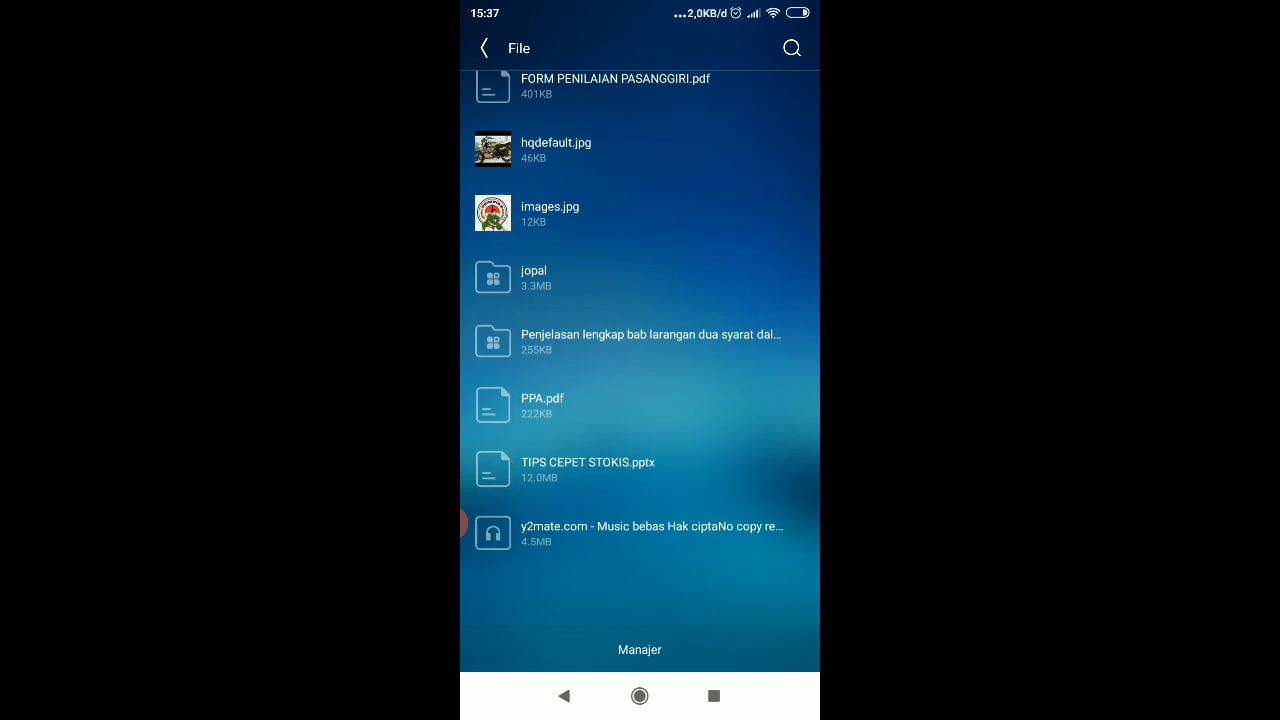 15:37
...2,0KB/d
File
FORM PENILAIAN PASANGGIRI.pdf
401KB
hqdefault.jpg
46KB
images.jpg
12KB
jopal
3.3MB
Penjelasan lengkap bab larangan dua syarat dal...
255KB
PPA.pdf
222KB
TIPS CEPET STOKIS.pptx
12.0MB
y2mate.com - Music bebas Hak ciptaNo copy re...
4.5MB
Manajer